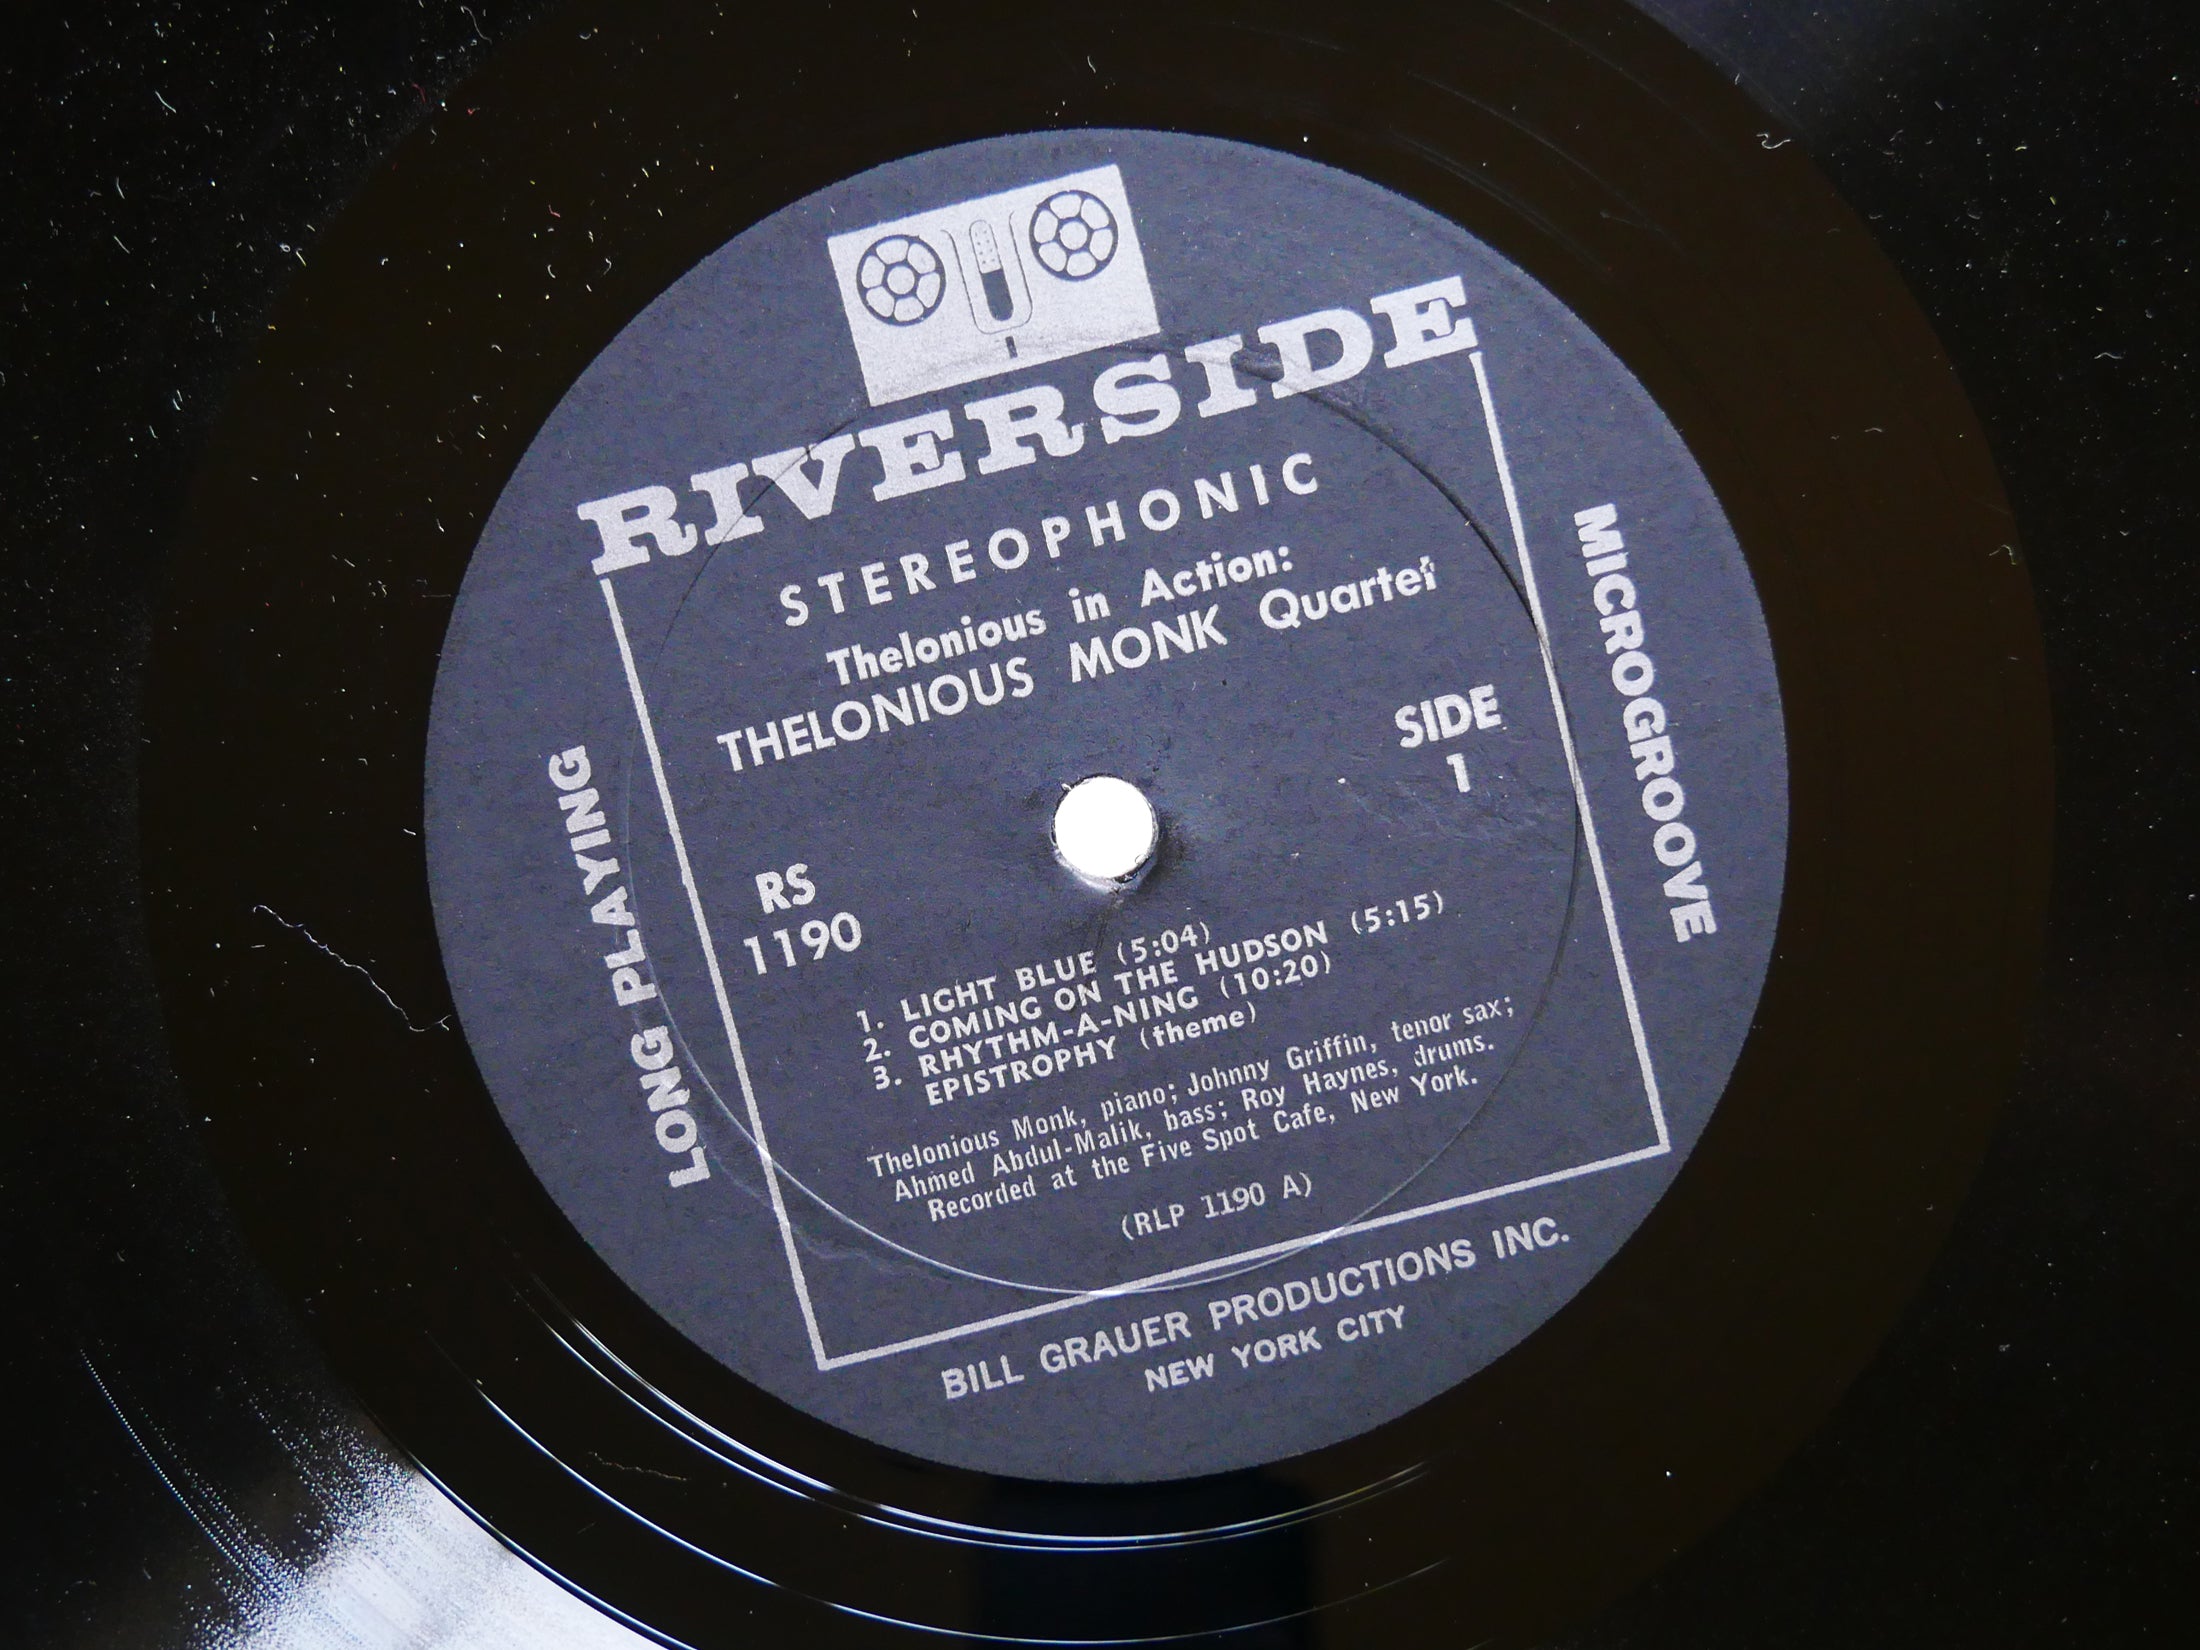 RIVERSIDE
STEREOPHONIC
Thelonious in Action:
THELONIOUS MONK Quartet
SIDE
1
RS
1190
1. LIGHT BLUE (5:04)
2. COMING ON THE HUDSON (5:15)
3. RHYTHM-A-NING (10:20)
EPISTROPHY (theme)
Thelonious Monk, piano; Johnny Griffin, tenor sax;
Ahmed Abdul-Malik, bass; Roy Haynes, drums.
Recorded at the Five Spot Cafe, New York.
(RLP 1190 A)
LONG PLAYING
MICROGROOVE
BILL GRAUER PRODUCTIONS INC.
NEW YORK CITY